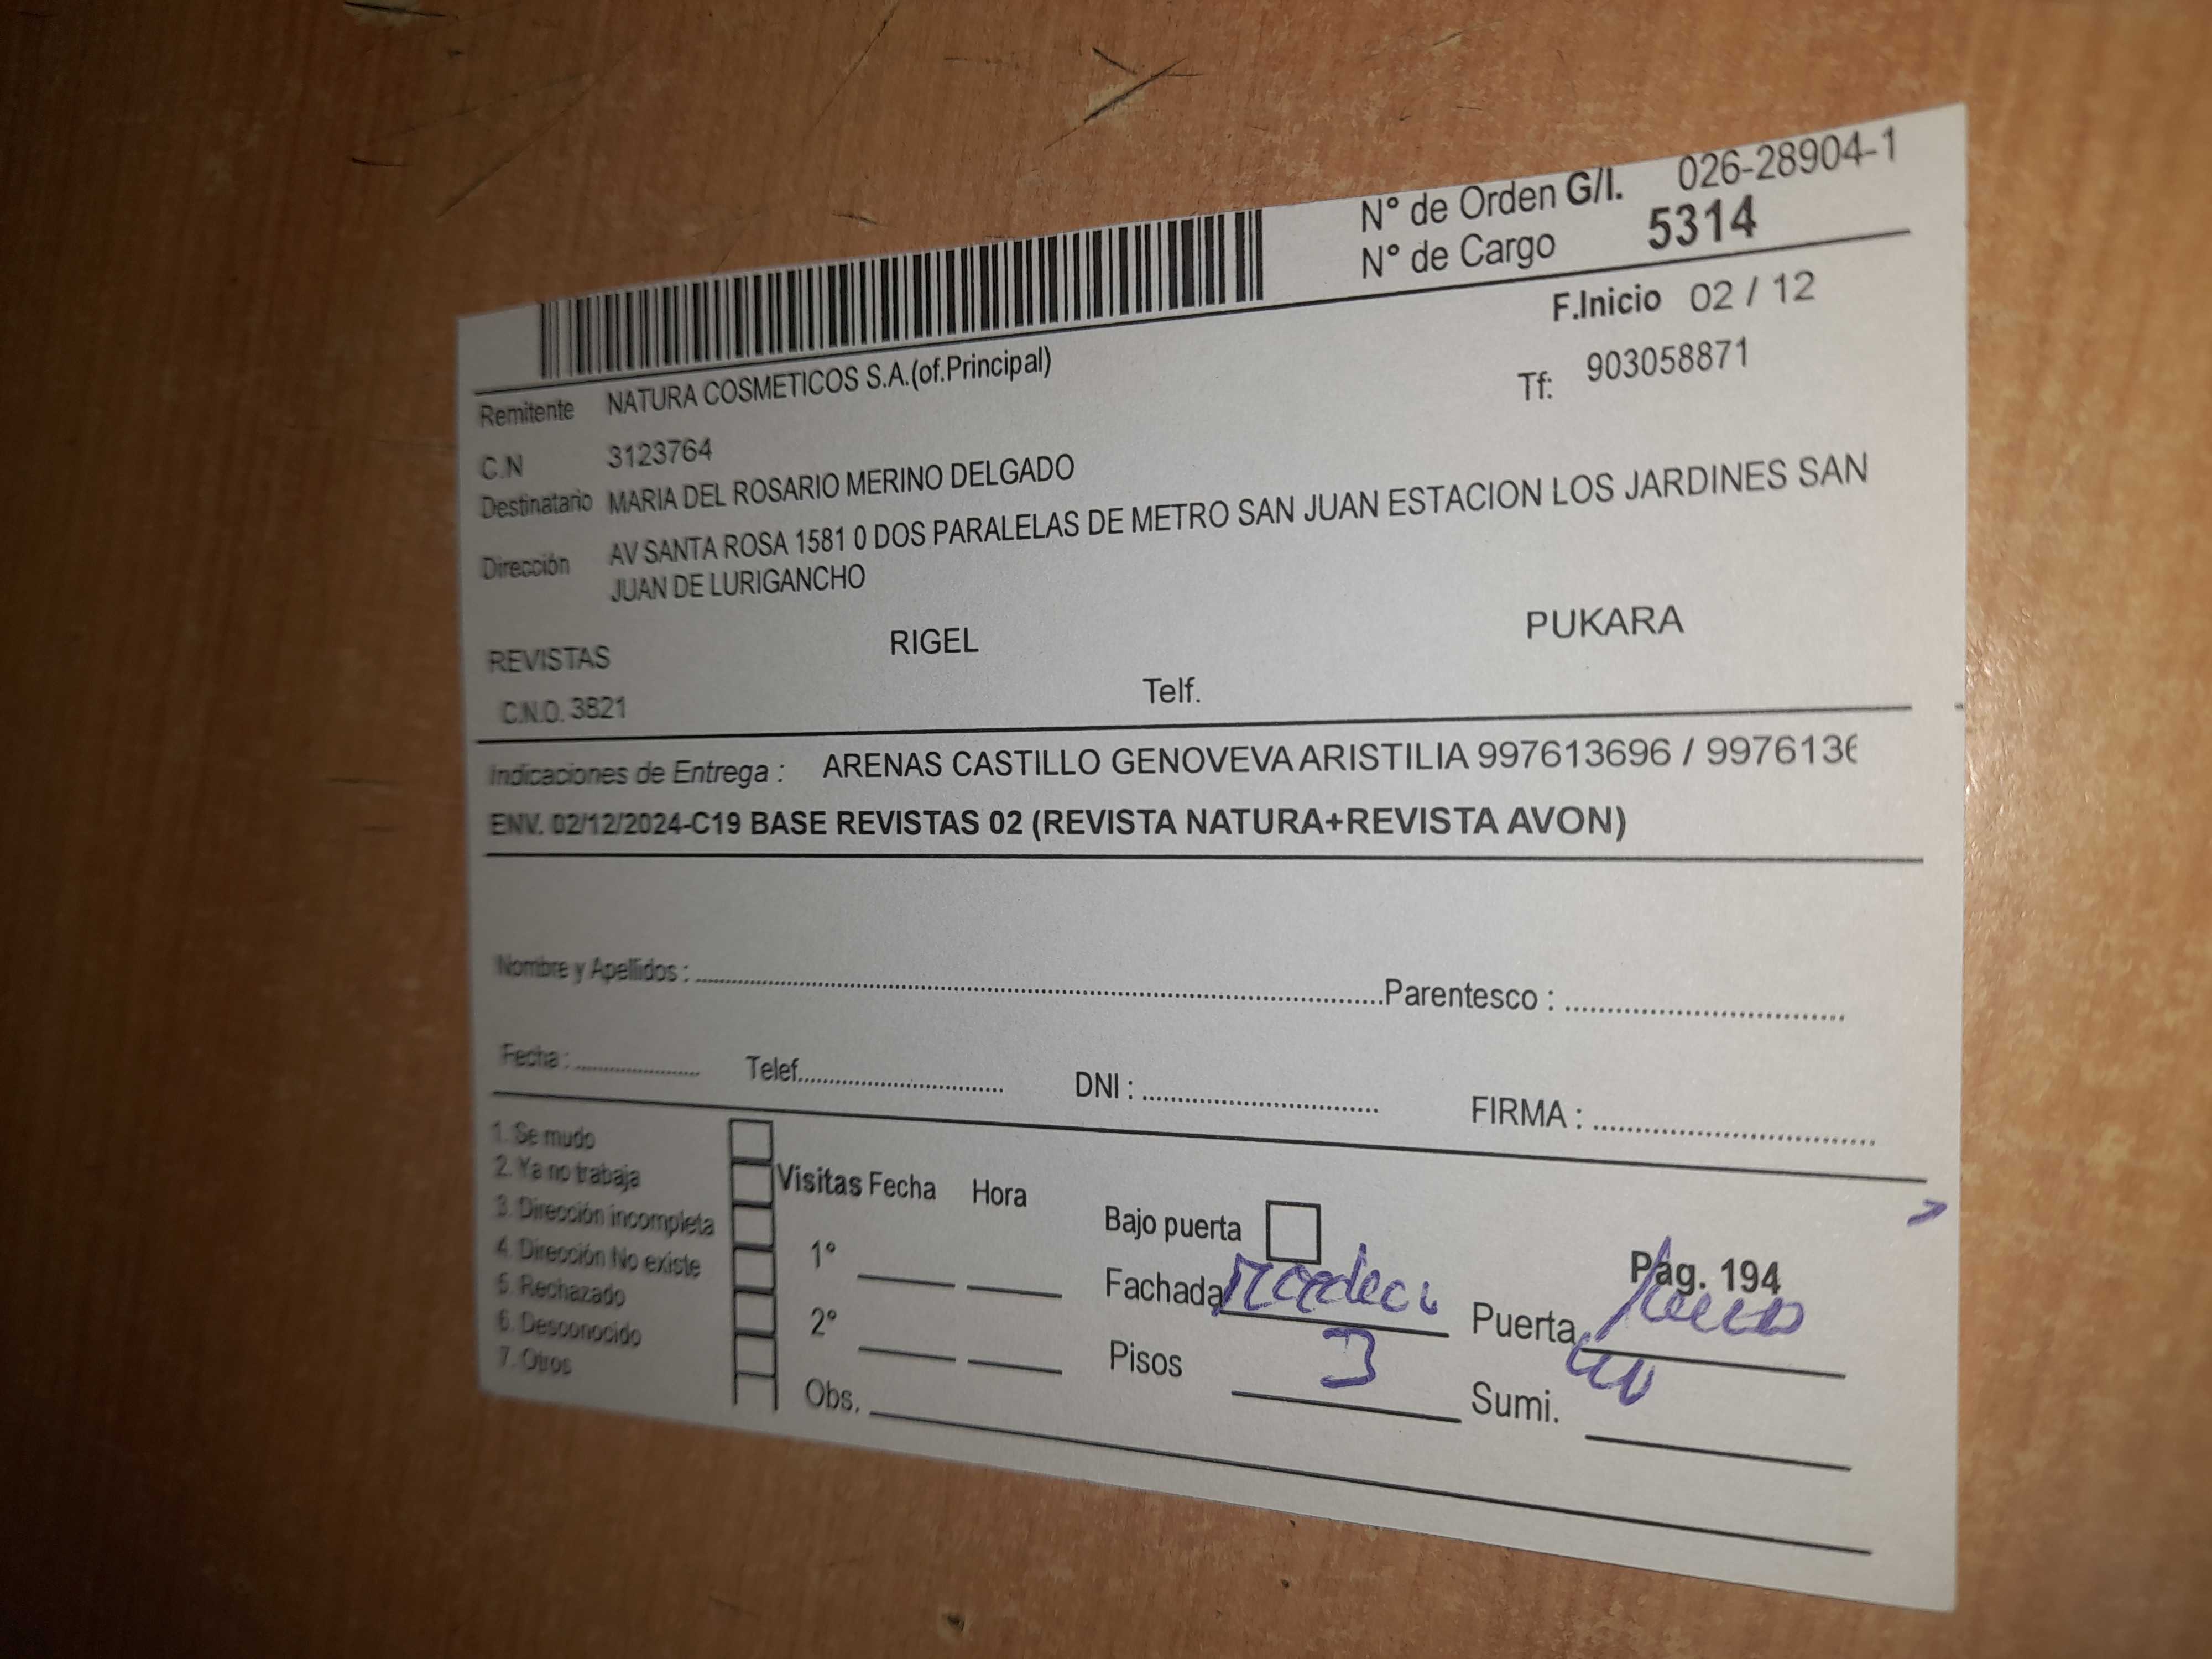 N° de Orden G/I. 026-28904-1
N° de Cargo 5314
F.Inicio 02 / 12
Remitente NATURA COSMETICOS S.A.(of.Principal)
Tf: 903058871
C.N 3123764
Destinatario MARIA DEL ROSARIO MERINO DELGADO
Dirección AV SANTA ROSA 1581 0 DOS PARALELAS DE METRO SAN JUAN ESTACION LOS JARDINES SAN
JUAN DE LURIGANCHO
REVISTAS RIGEL PUKARA
C.N.O. 3821 Telf.
Indicaciones de Entrega : ARENAS CASTILLO GENOVEVA ARISTILIA 997613696 / 9976136
ENV. 02/12/2024-C19 BASE REVISTAS 02 (REVISTA NATURA+REVISTA AVON)
Nombre y Apellidos : Parentesco :
Fecha : Telef. DNI : FIRMA :
1. Se mudo
2. Ya no trabaja
3. Dirección incompleta
4. Dirección No existe
5. Rechazado
6. Desconocido
7. Otros
Visitas Fecha Hora
1°
2°
Obs.
Bajo puerta
Pág. 194
Fachada Puerta
Pisos 3 Sumi.